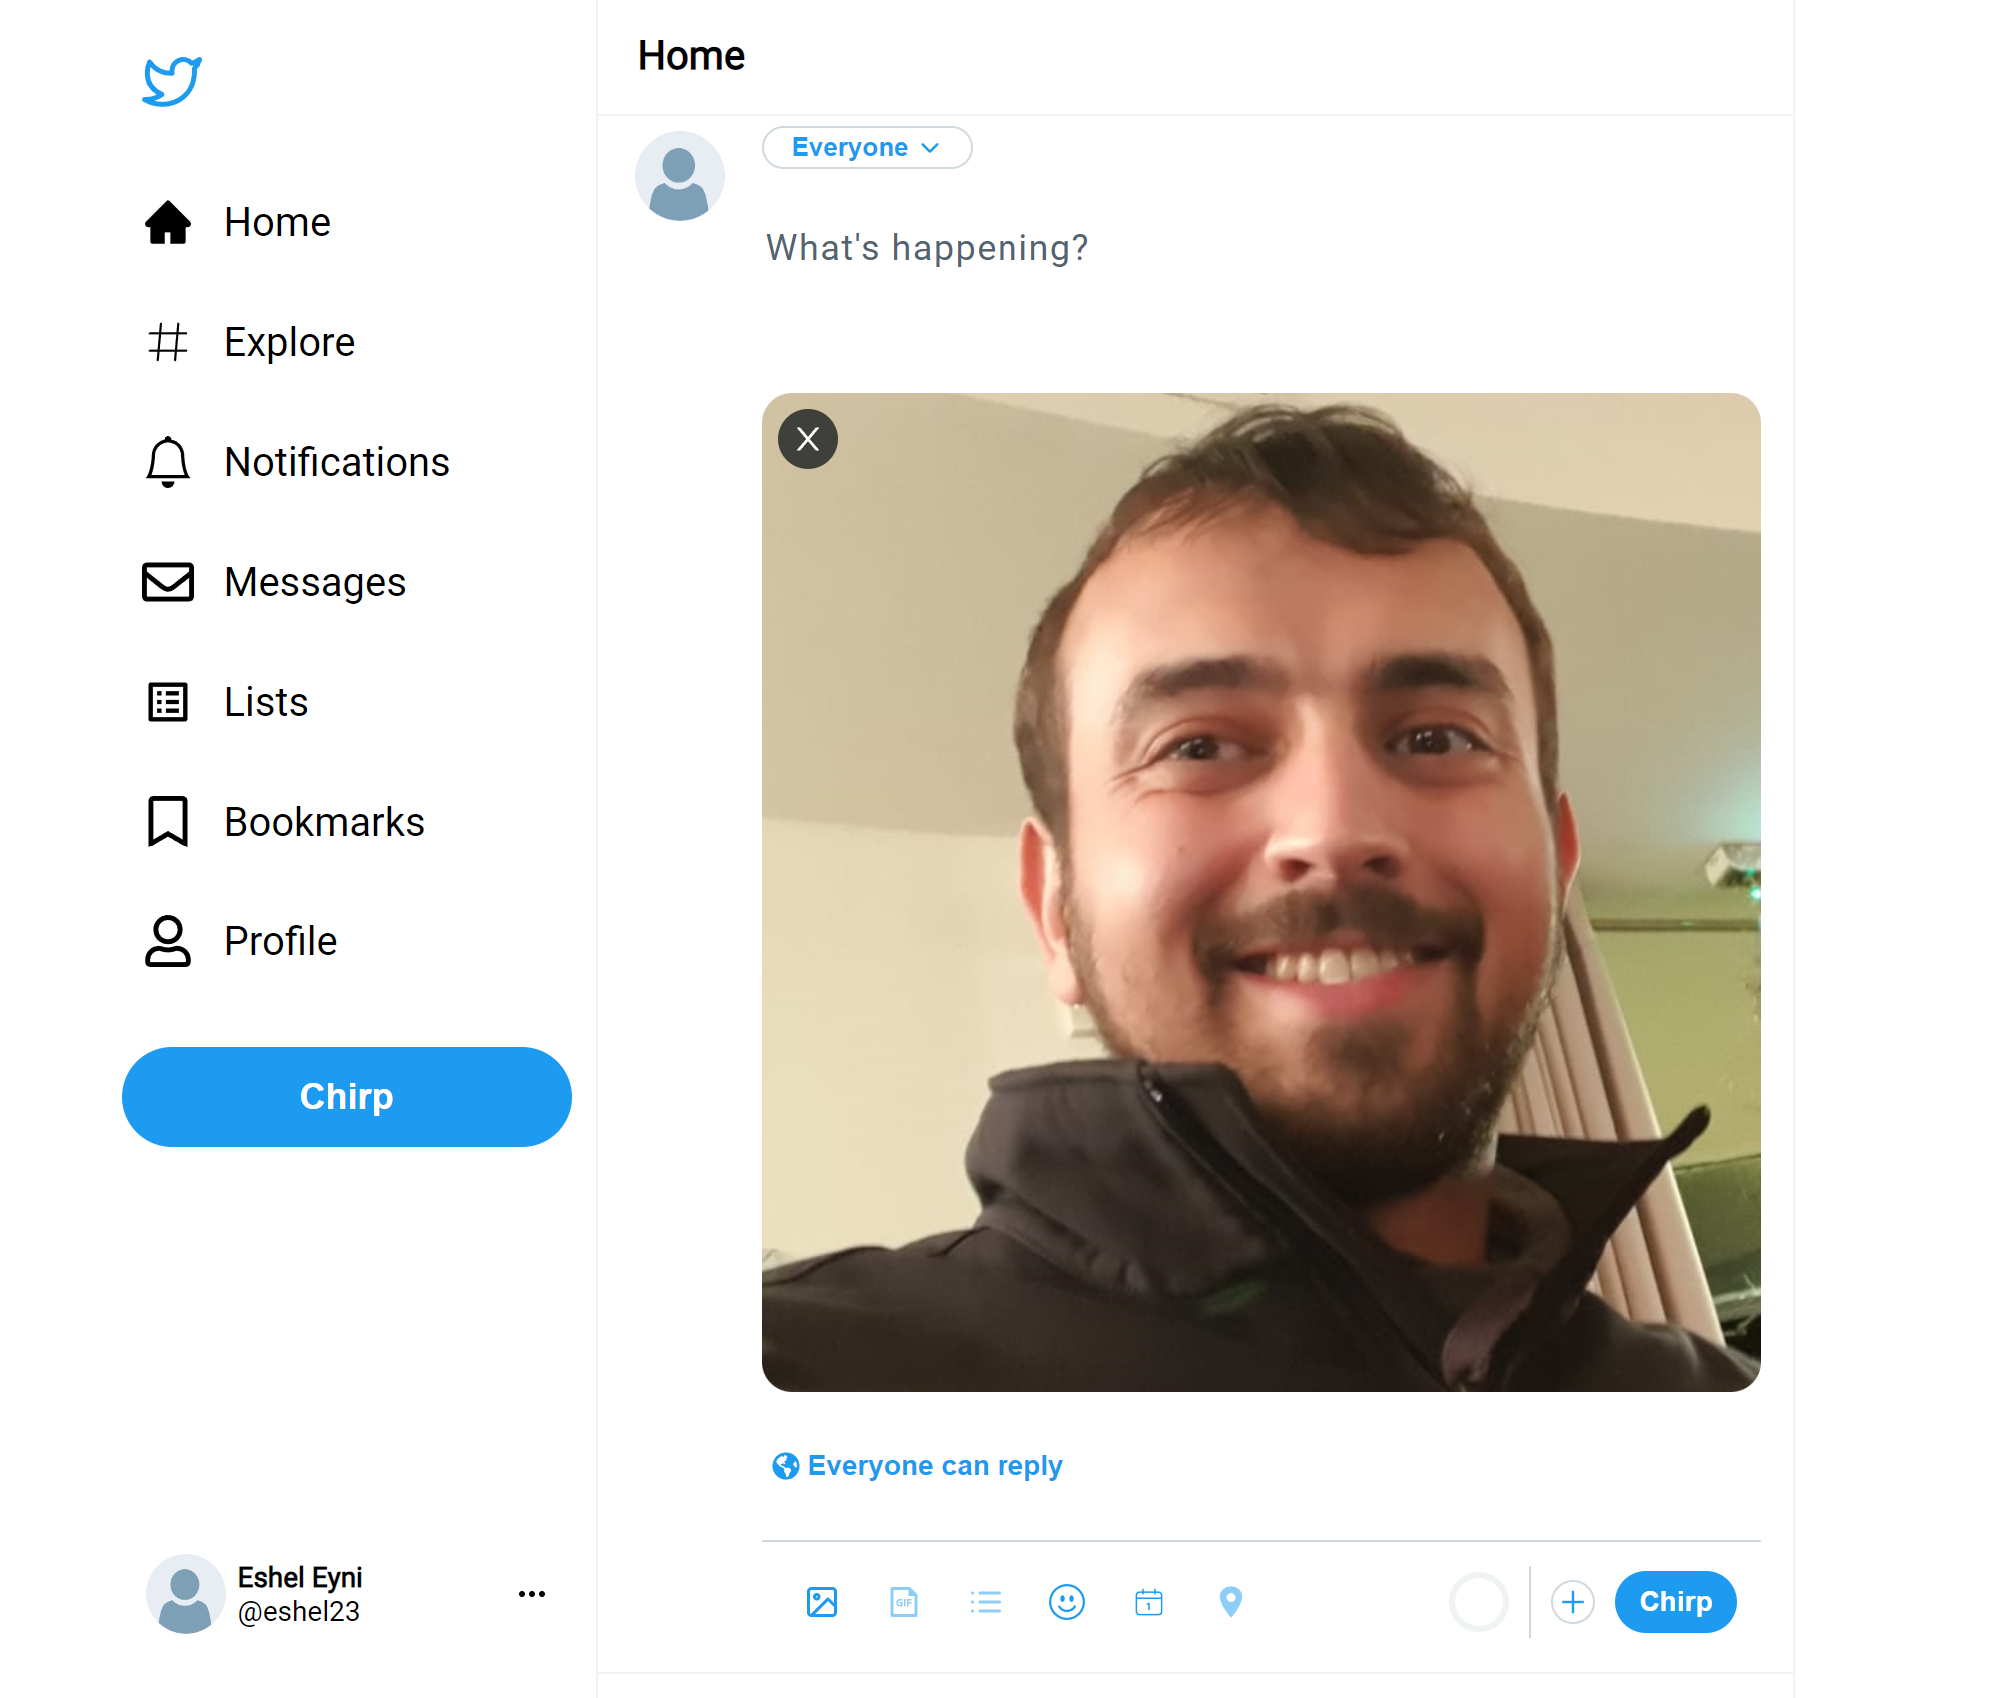 Home
Explore
Notifications
Messages
Lists
Bookmarks
Profile
Chirp
Eshel Eyni
@eshel23
Home
Everyone
What's happening?
Everyone can reply
GIF
1
Chirp